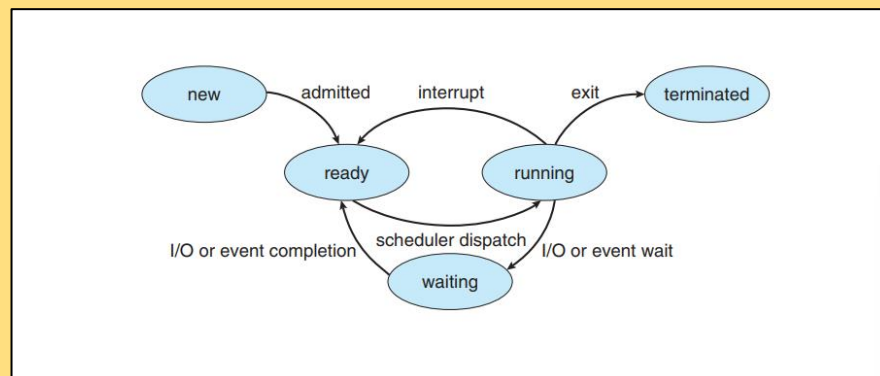 new
admitted
interrupt
exit
terminated
ready
running
I/O or event completion
scheduler dispatch
I/O or event wait
waiting